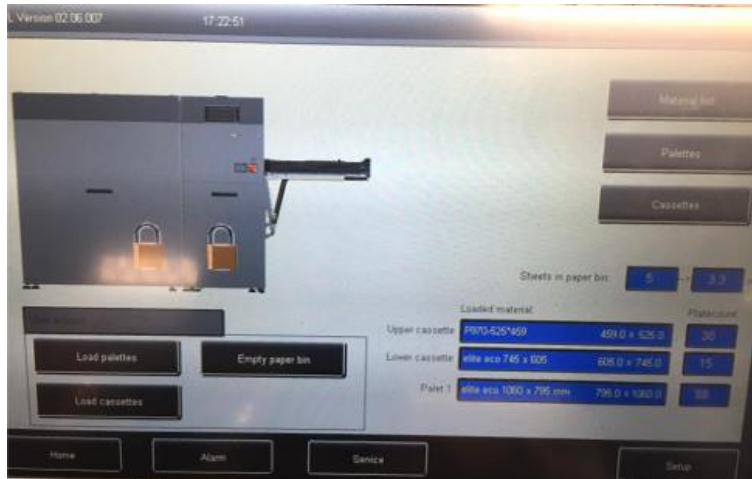 Version 02.06.007
17:22:51
Material list
Palettes
Cassettes
Sheets in paper bin:
5
3.3
Loaded material:
Platecount
Upper cassette
P970-525*459
459.0 x 525.0
Lower cassette
elite eco 745 x 605
605.0 x 745.0
15
Palet 1
elite eco 1060 x 795 mm
795.0 x 1060.0
Load palettes
Empty paper bin
Load cassettes
Home
Alarm
Service
Setup